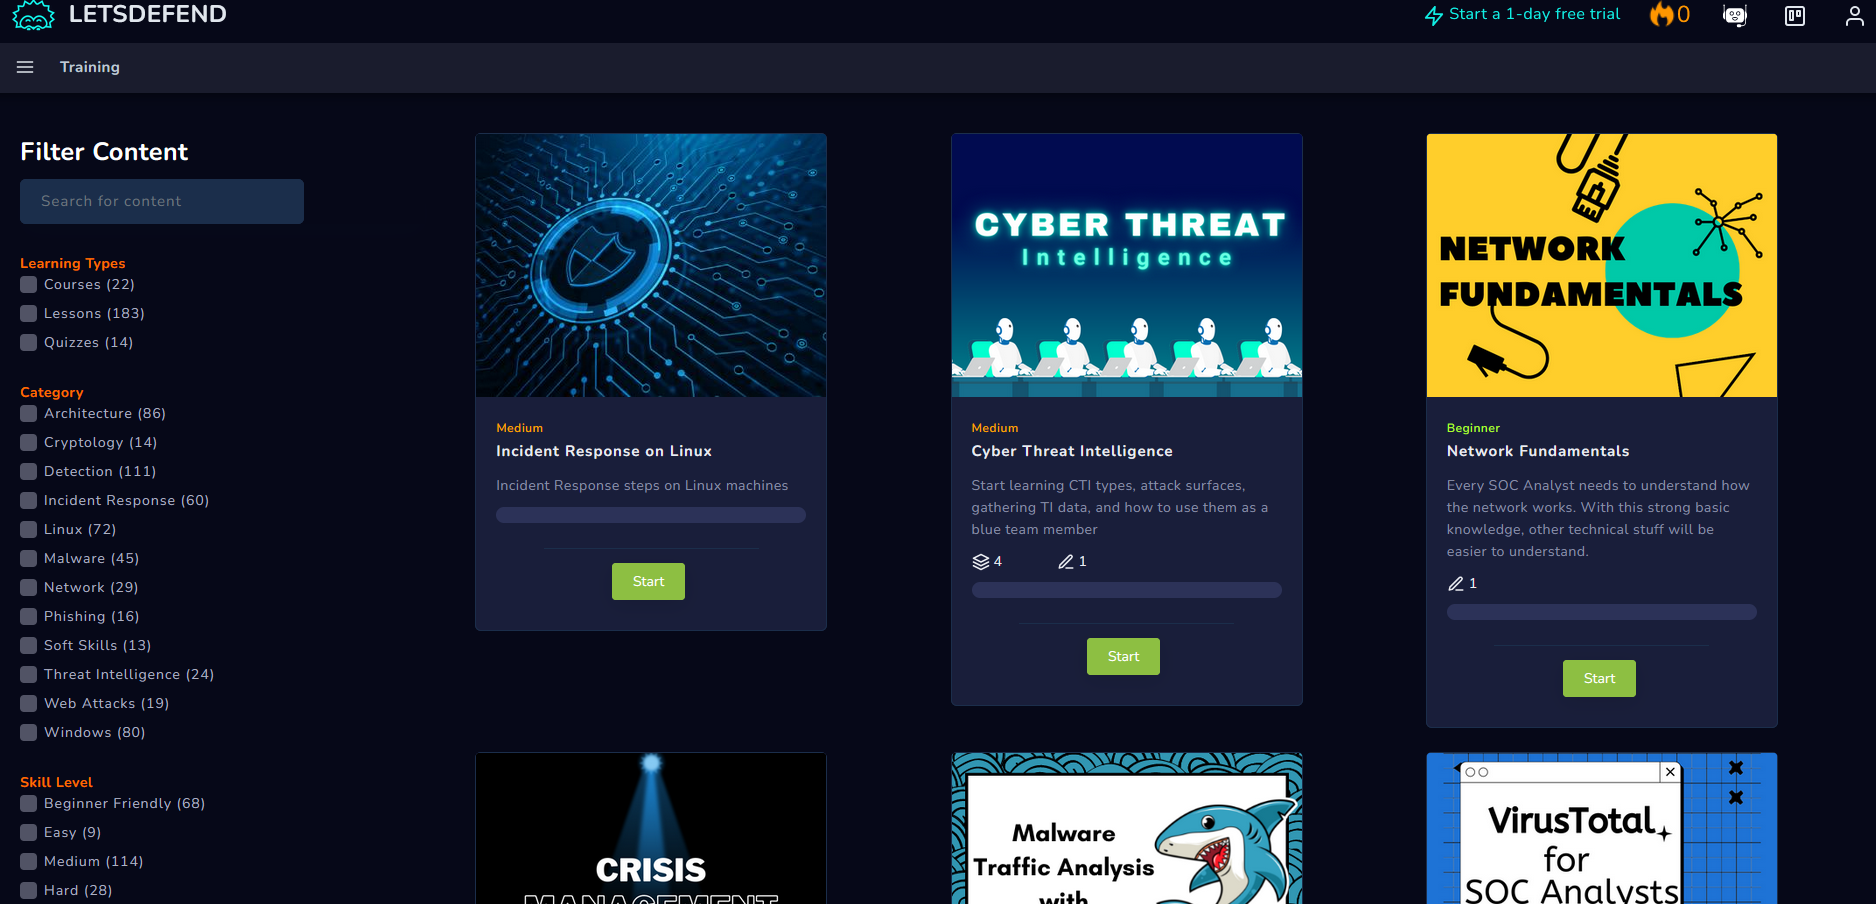 LETSDEFEND
Start a 1-day free trial
0
Training
Filter Content
Search for content
Learning Types
Courses (22)
Lessons (183)
Quizzes (14)
Category
Architecture (86)
Cryptology (14)
Detection (111)
Incident Response (60)
Linux (72)
Malware (45)
Network (29)
Phishing (16)
Soft Skills (13)
Threat Intelligence (24)
Web Attacks (19)
Windows (80)
Skill Level
Beginner Friendly (68)
Easy (9)
Medium (114)
Hard (28)
Medium
Incident Response on Linux
Incident Response steps on Linux machines
Start
CYBER THREAT
Intelligence
Medium
Cyber Threat Intelligence
Start learning CTI types, attack surfaces,
gathering TI data, and how to use them as a
blue team member
4
1
Start
NETWORK
FUNDAMENTALS
Beginner
Network Fundamentals
Every SOC Analyst needs to understand how
the network works. With this strong basic
knowledge, other technical stuff will be
easier to understand.
1
Start
CRISIS
MANAGEMENT
Malware
Traffic Analysis
with
VirusTotal
for
SOC Analysts